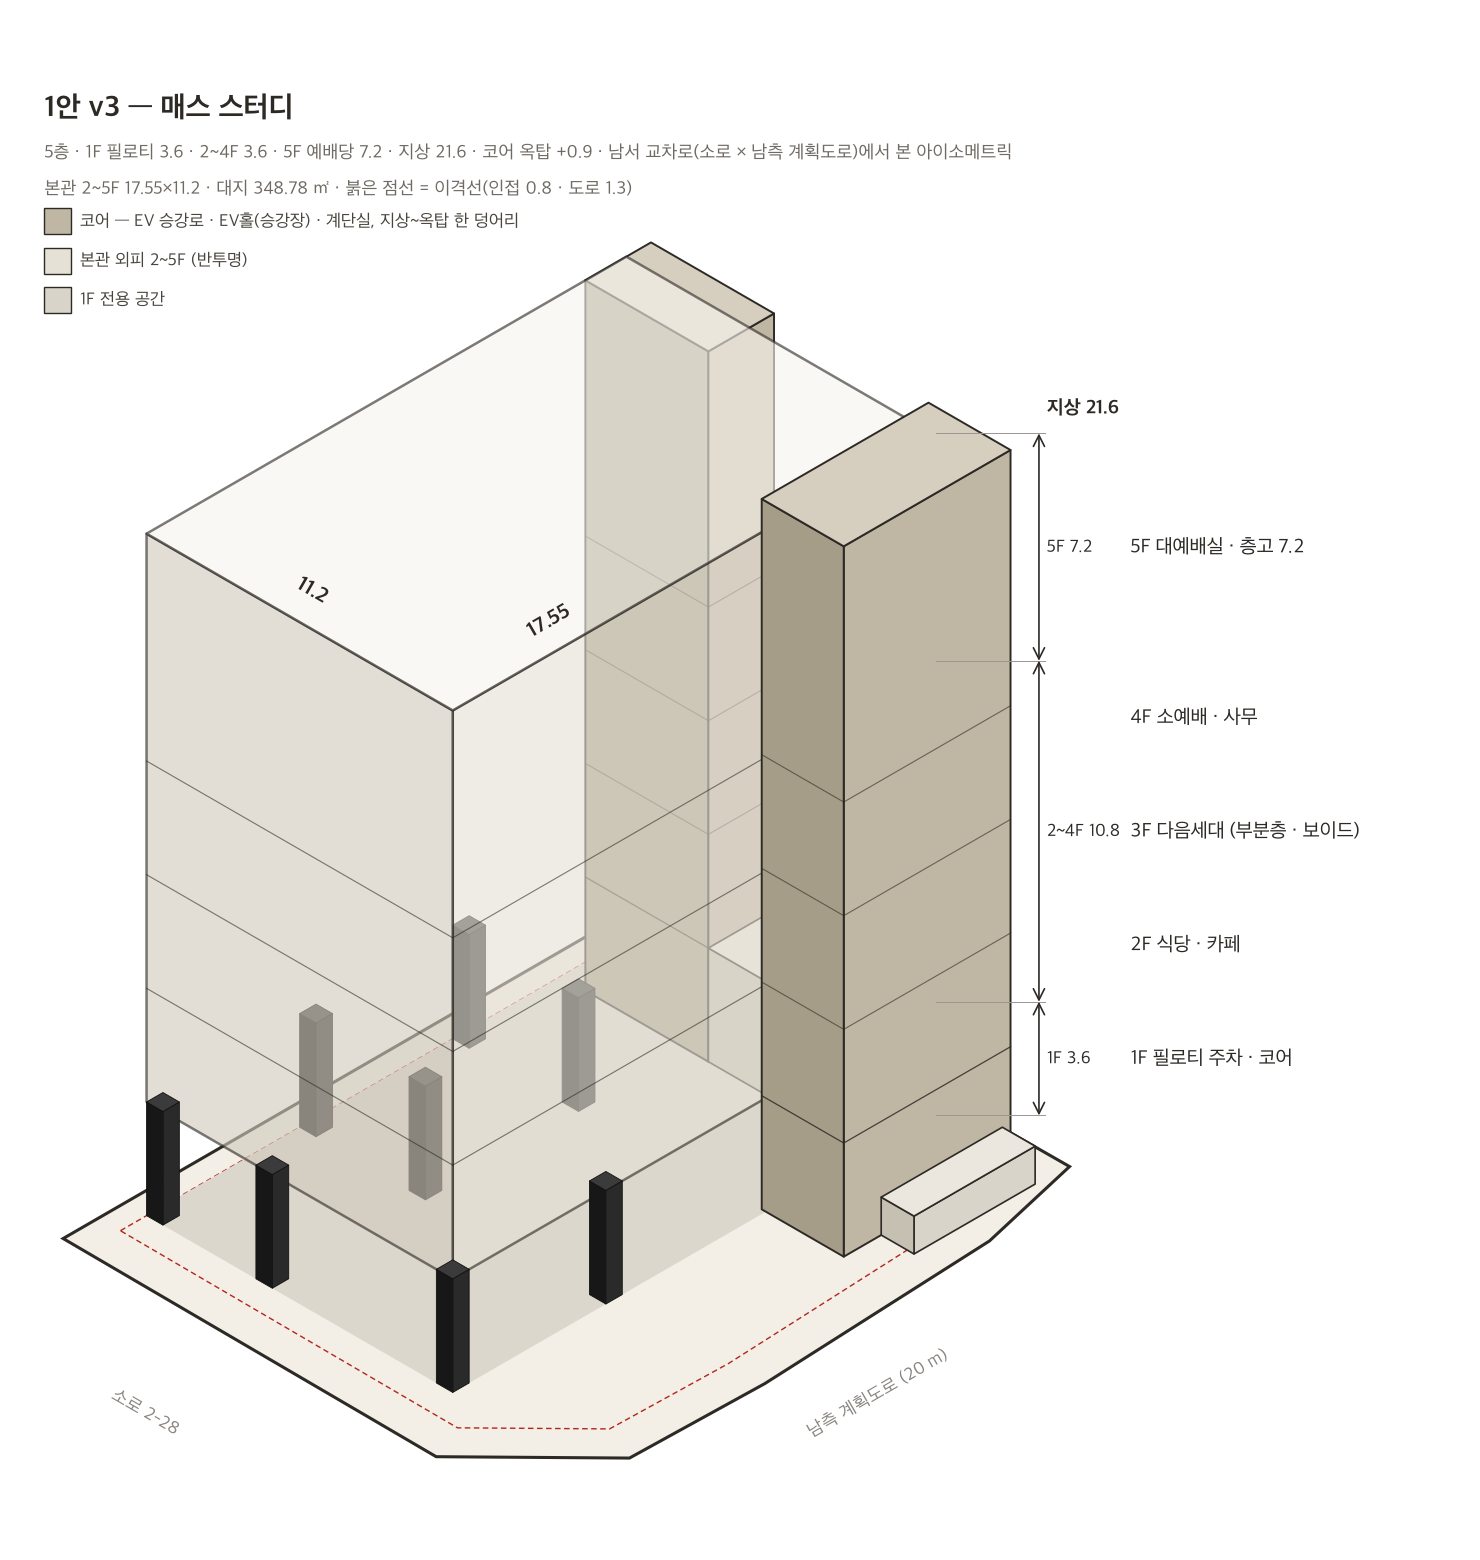 1안 v3 — 매스 스터디
5층 · 1F 필로티 3.6 · 2~4F 3.6 · 5F 예배당 7.2 · 지상 21.6 · 코어 옥탑 +0.9 · 남서 교차로(소로 × 남측 계획도로)에서 본 아이소메트릭
본관 2~5F 17.55×11.2 · 대지 348.78 ㎡ · 붉은 점선 = 이격선(인접 0.8 · 도로 1.3)
코어 — EV 승강로 · EV홀(승강장) · 계단실, 지상~옥탑 한 덩어리
본관 외피 2~5F (반투명)
1F 전용 공간
지상 21.6
5F 7.2
5F 대예배실 · 층고 7.2
11.2
17.55
4F 소예배 · 사무
2~4F 10.8
3F 다음세대 (부분층 · 보이드)
2F 식당 · 카페
1F 3.6
1F 필로티 주차 · 코어
소로 2-28
남측 계획도로 (20 m)